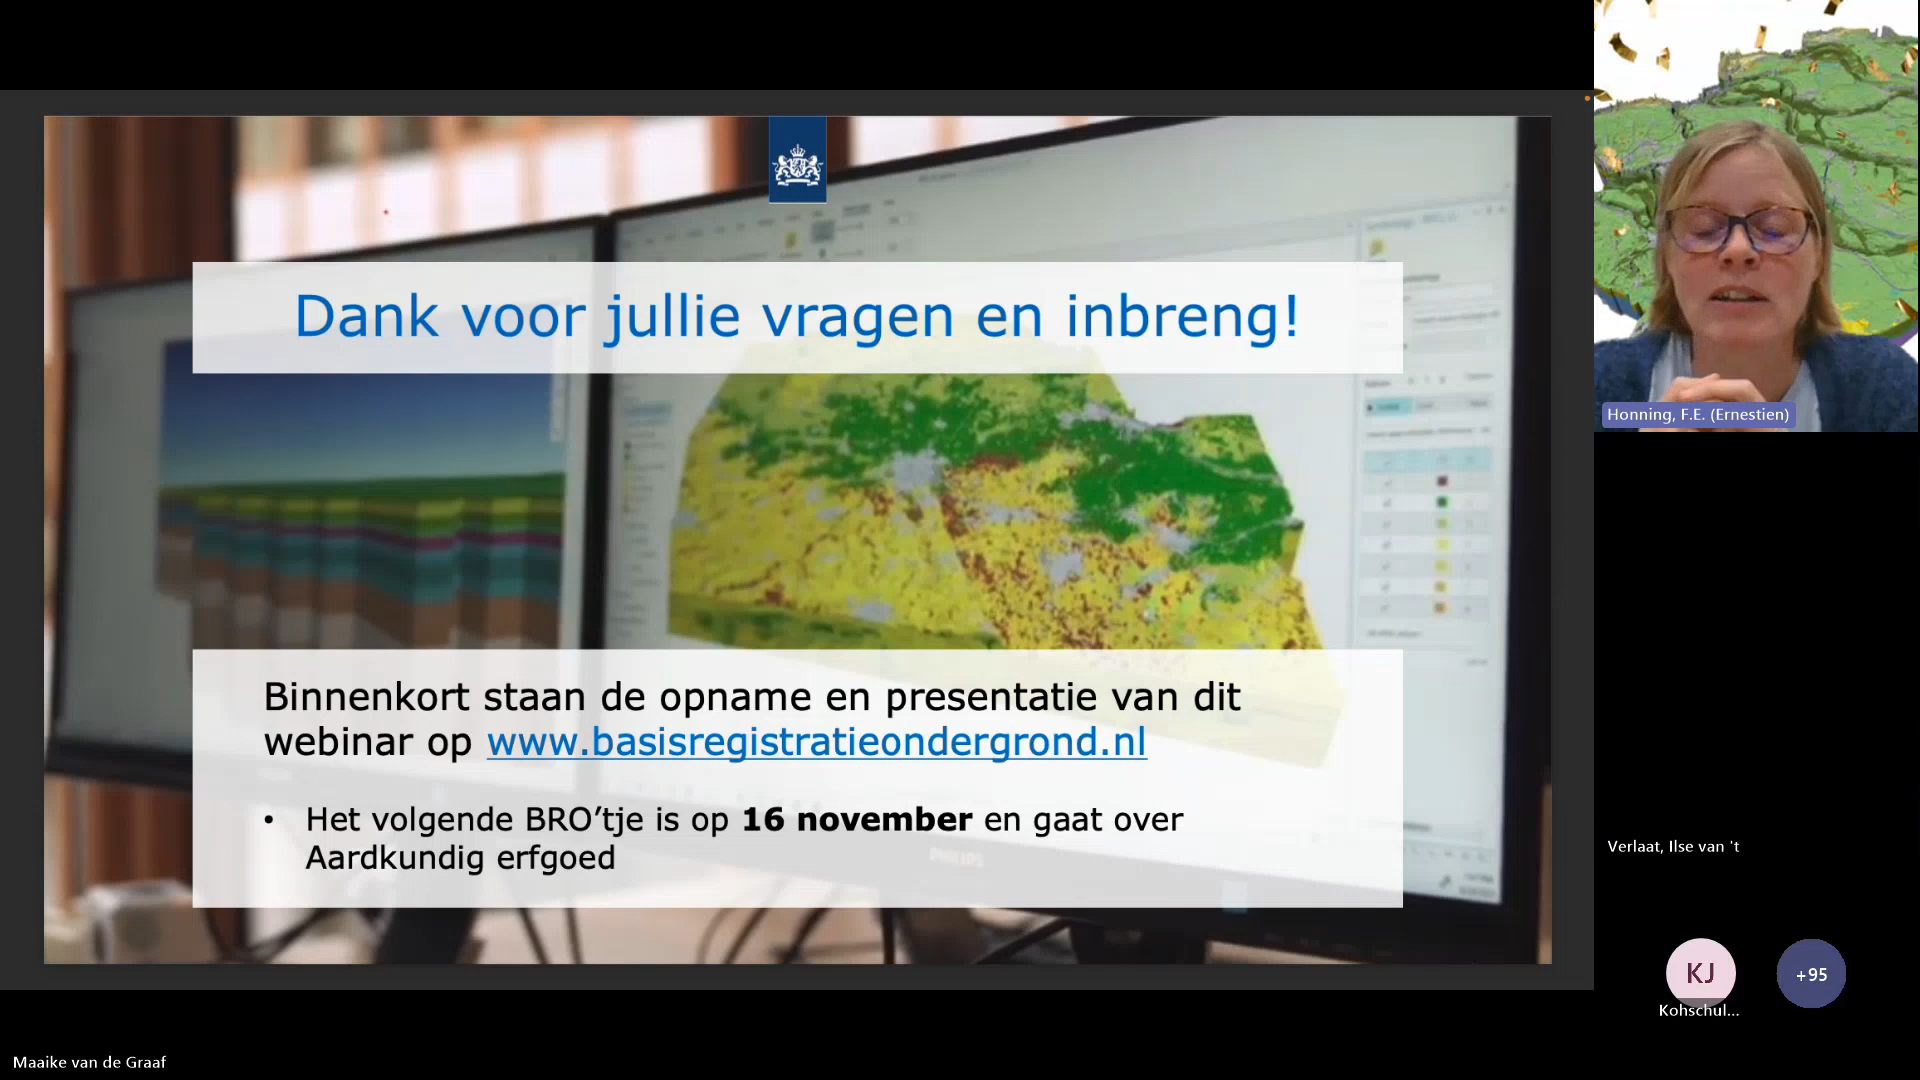 Dank voor jullie vragen en inbreng!
Binnenkort staan de opname en presentatie van dit
webinar op www.basisregistratieondergrond.nl
• Het volgende BRO’tje is op 16 november en gaat over
Aardkundig erfgoed
PHILIPS
Honning, F.E. (Ernestien)
Verlaat, Ilse van 't
KJ
+95
Kohschul...
Maaike van de Graaf